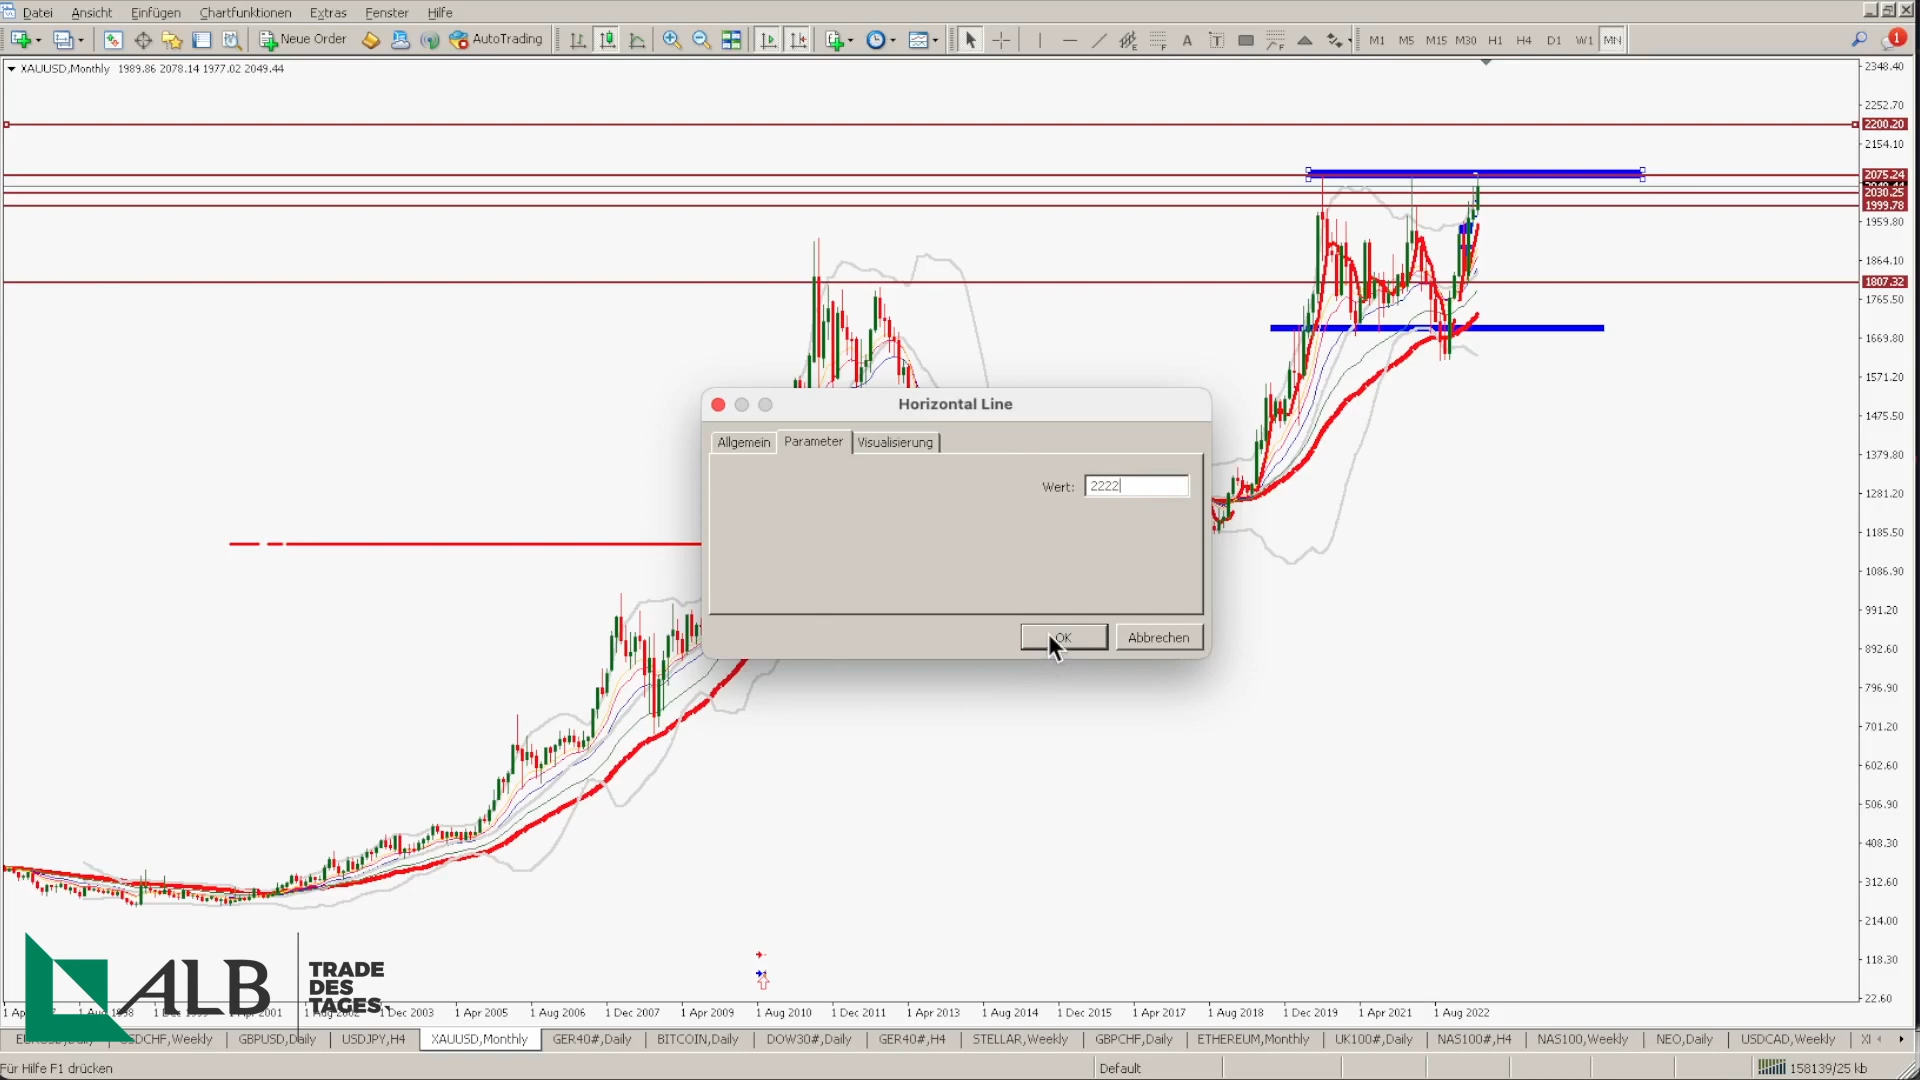 Datei Ansicht Einfügen Chartfunktionen Extras Fenster Hilfe
New Order AutoTrading A T M1 M5 M15 M30 H1 H4 D1 W1 MN 1
XAUUSD,Monthly 1989.86 2078.14 1977.02 2049.44
2348.40
2252.70
2200.20
2154.10
2075.24
2030.25
1999.78
1959.80
1864.10
1807.32
1765.50
1669.80
1571.20
1475.50
1379.80
1281.20
1185.50
1086.90
991.20
892.60
796.90
701.20
602.60
506.90
408.30
312.60
214.00
118.30
22.60
Horizontal Line
Allgemein Parameter Visualisierung
Wert: 2222
OK Abbrechen
ALB TRADE
DES
TAGES
2001 1 Dec 2003 1 Apr 2005 1 Aug 2006 1 Dec 2007 1 Apr 2009 1 Aug 2010 1 Dec 2011 1 Apr 2013 1 Aug 2014 1 Dec 2015 1 Apr 2017 1 Aug 2018 1 Dec 2019 1 Apr 2021 1 Aug 2022
Weekly GBPUSD,Daily USDJPY,H4 XAUUSD,Monthly GER40#,Daily BITCOIN,Daily DOW30#,Daily GER40#,H4 STELLAR,Weekly GBPCHF,Daily ETHEREUM,Monthly UK100#,Daily NAS100#,H4 NAS100,Weekly NEO,Daily USDCAD,Weekly
Für Hilfe F1 drücken Default 158139/25 kb